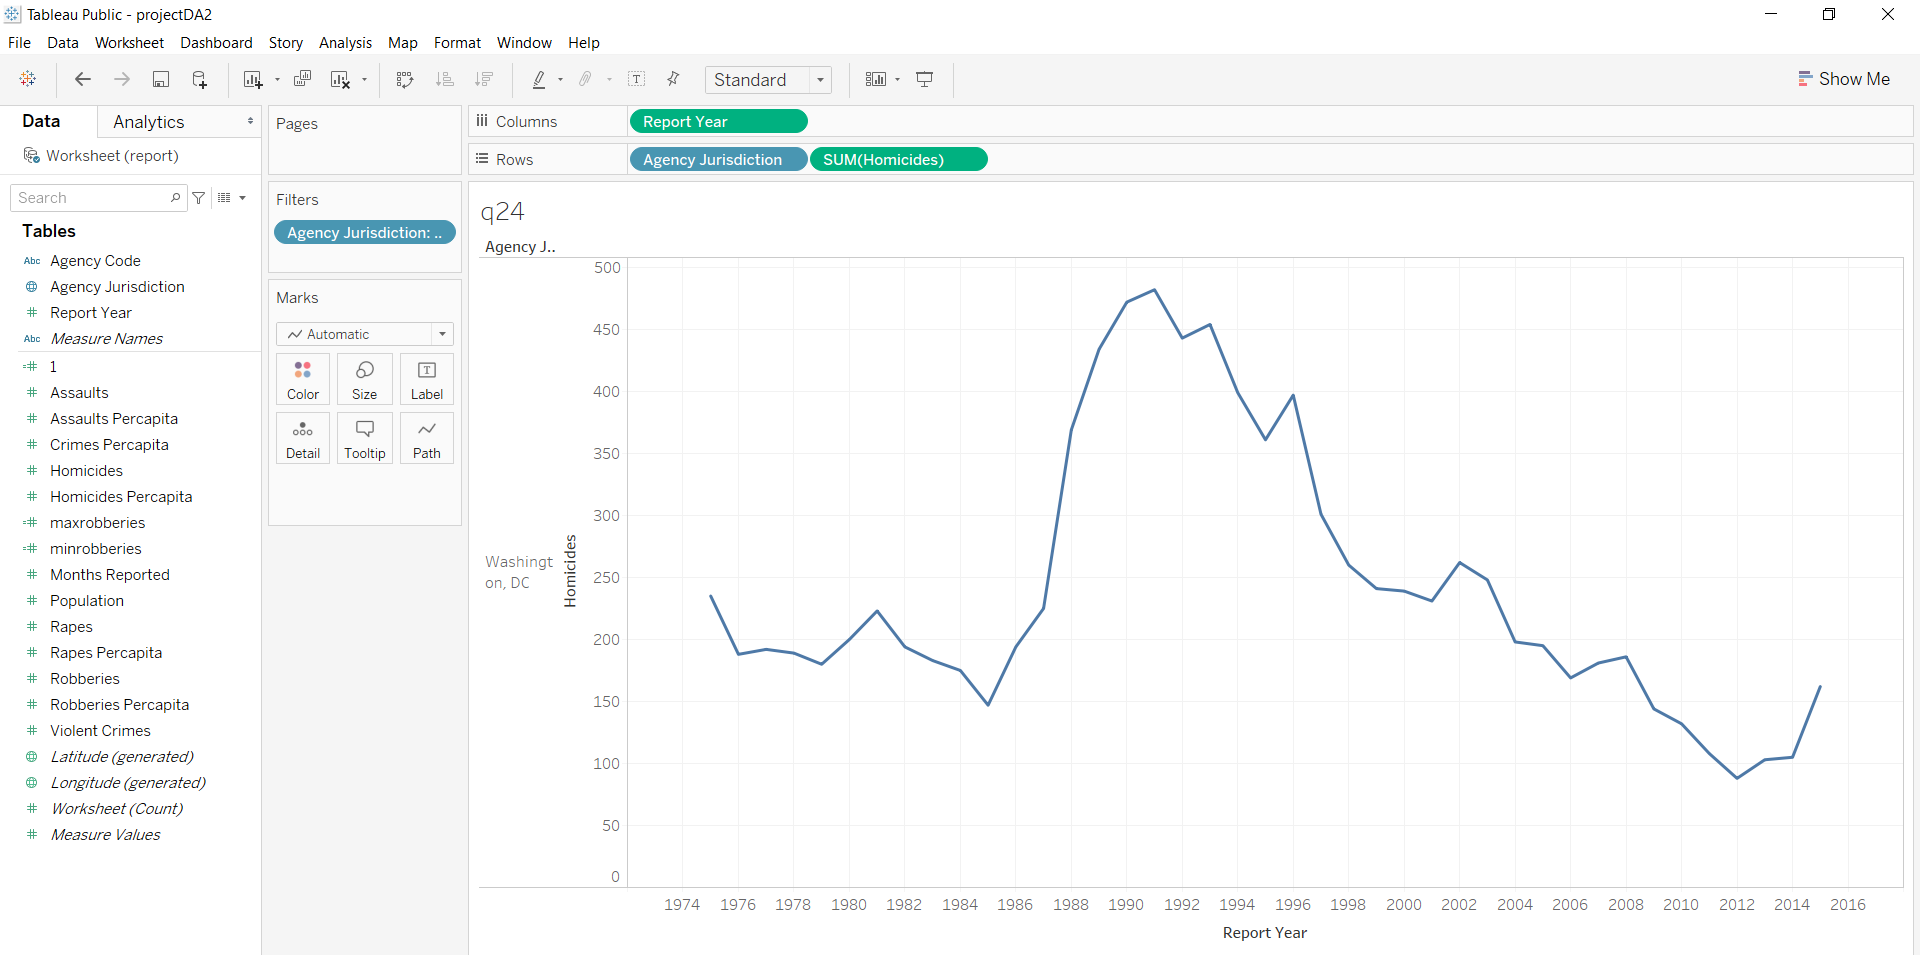 Tableau Public - projectDA2
File Data Worksheet Dashboard Story Analysis Map Format Window Help
Standard
Show Me
Data Analytics
Worksheet (report)
Search
Tables
Abc Agency Code
Agency Jurisdiction
# Report Year
Abc Measure Names
=# 1
# Assaults
# Assaults Percapita
# Crimes Percapita
# Homicides
# Homicides Percapita
=# maxrobberies
=# minrobberies
# Months Reported
# Population
# Rapes
# Rapes Percapita
# Robberies
# Robberies Percapita
# Violent Crimes
Latitude (generated)
Longitude (generated)
# Worksheet (Count)
# Measure Values
Pages
Filters
Agency Jurisdiction: ..
Marks
Automatic
Color Size Label
Detail Tooltip Path
Columns Report Year
Rows Agency Jurisdiction SUM(Homicides)
q24
Agency J..
Washingt
on, DC
Homicides
500
450
400
350
300
250
200
150
100
50
0
1974 1976 1978 1980 1982 1984 1986 1988 1990 1992 1994 1996 1998 2000 2002 2004 2006 2008 2010 2012 2014 2016
Report Year